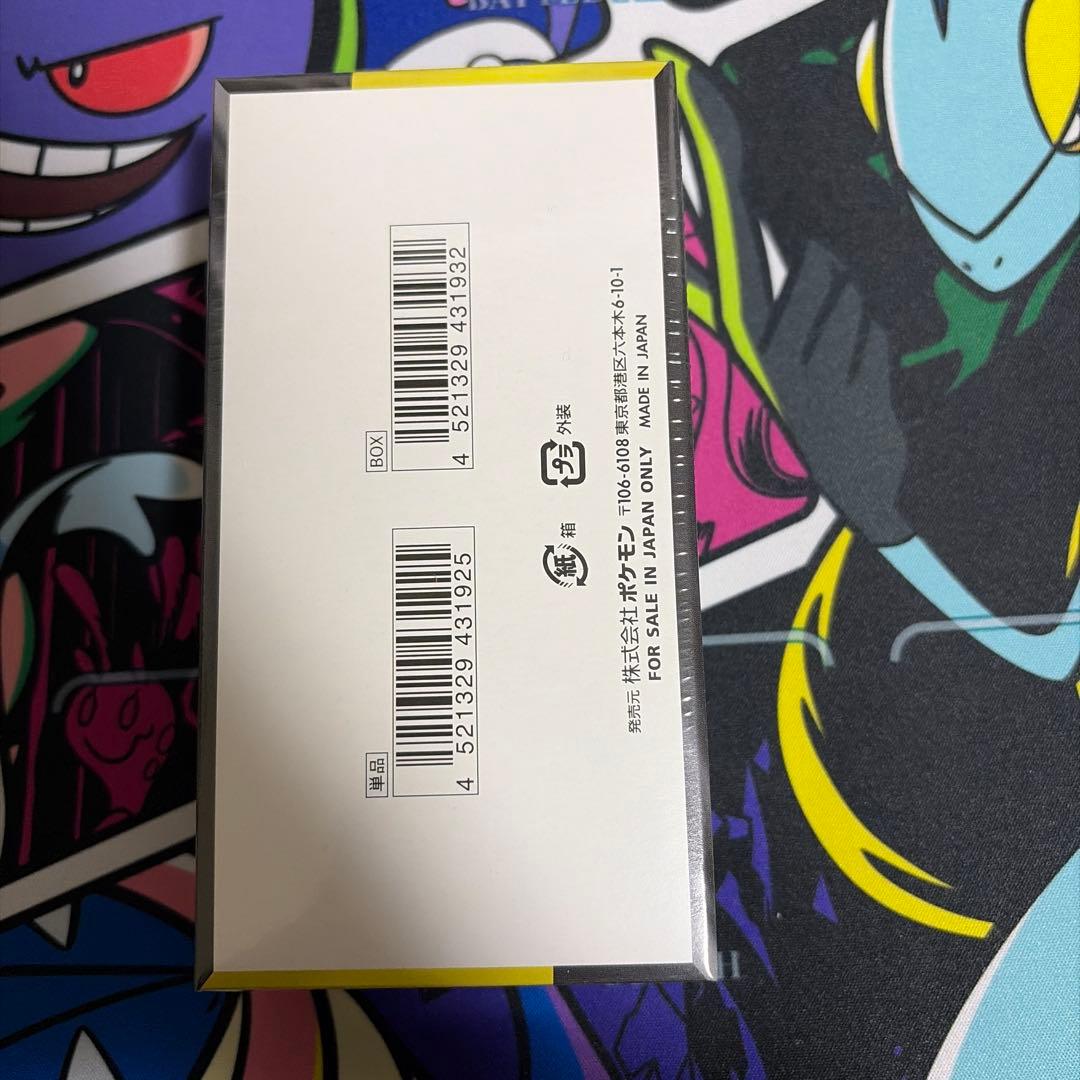 単品
4 521329 431925
BOX
4 521329 431932
紙 箱
プラ 外装
発売元 株式会社 ポケモン 〒106-6108 東京都港区六本木6-10-1
FOR SALE IN JAPAN ONLY MADE IN JAPAN